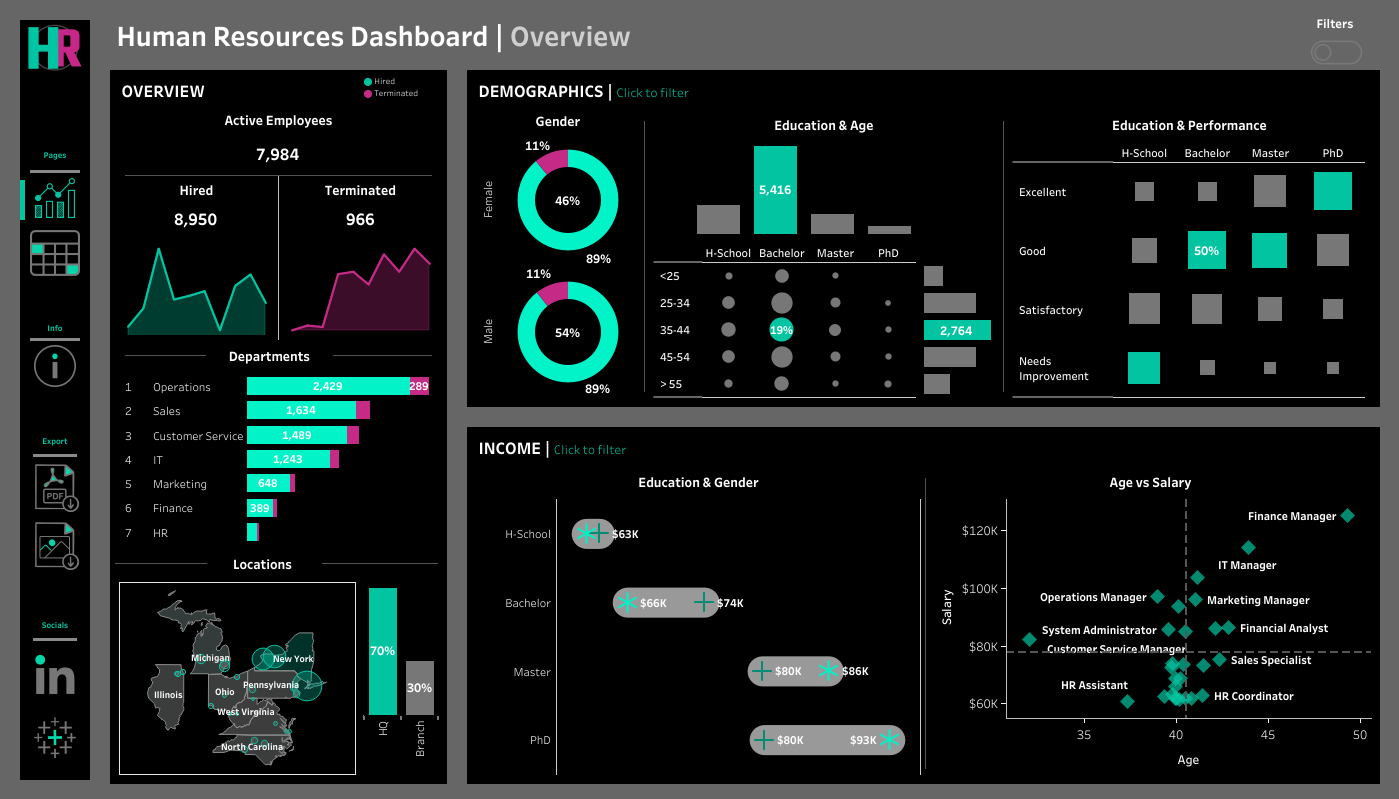 HR
Human Resources Dashboard | Overview
Filters
Pages
Info
Export
PDF
Socials
in
OVERVIEW
Hired
Terminated
Active Employees
7,984
Hired
8,950
Terminated
966
Departments
1 Operations 2,429 289
2 Sales 1,634
3 Customer Service 1,489
4 IT 1,243
5 Marketing 648
6 Finance 389
7 HR
Locations
Michigan
New York
Illinois
Ohio
Pennsylvania
West Virginia
North Carolina
70%
30%
HQ
Branch
DEMOGRAPHICS | Click to filter
Gender
Female
11%
46%
89%
Male
11%
54%
89%
Education & Age
5,416
H-School Bachelor Master PhD
<25
25-34
35-44 19% 2,764
45-54
> 55
Education & Performance
H-School Bachelor Master PhD
Excellent
Good 50%
Satisfactory
Needs
Improvement
INCOME | Click to filter
Education & Gender
H-School $63K
Bachelor $66K $74K
Master $80K $86K
PhD $80K $93K
Age vs Salary
Salary
$120K
$100K
$80K
$60K
Finance Manager
IT Manager
Operations Manager
Marketing Manager
System Administrator
Financial Analyst
Customer Service Manager
Sales Specialist
HR Assistant
HR Coordinator
35 40 45 50
Age